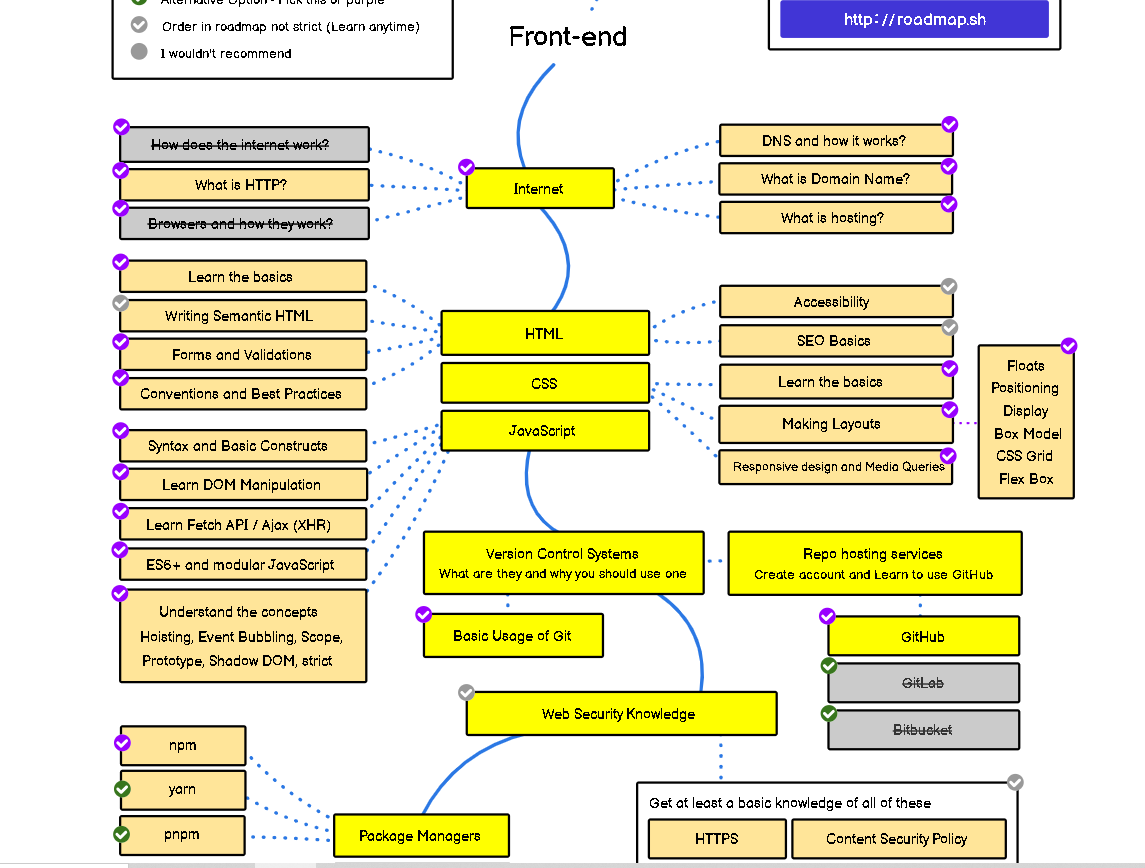 Alternative Option - Pick this or purple
Order in roadmap not strict (Learn anytime)
I wouldn't recommend
Front-end
http://roadmap.sh
How does the internet work?
What is HTTP?
Browsers and how they work?
Internet
DNS and how it works?
What is Domain Name?
What is hosting?
Learn the basics
Writing Semantic HTML
Forms and Validations
Conventions and Best Practices
HTML
CSS
JavaScript
Accessibility
SEO Basics
Learn the basics
Making Layouts
Responsive design and Media Queries
Floats
Positioning
Display
Box Model
CSS Grid
Flex Box
Syntax and Basic Constructs
Learn DOM Manipulation
Learn Fetch API / Ajax (XHR)
ES6+ and modular JavaScript
Understand the concepts
Hoisting, Event Bubbling, Scope,
Prototype, Shadow DOM, strict
Version Control Systems
What are they and why you should use one
Repo hosting services
Create account and Learn to use GitHub
Basic Usage of Git
GitHub
GitLab
Bitbucket
Web Security Knowledge
npm
yarn
pnpm
Package Managers
Get at least a basic knowledge of all of these
HTTPS
Content Security Policy